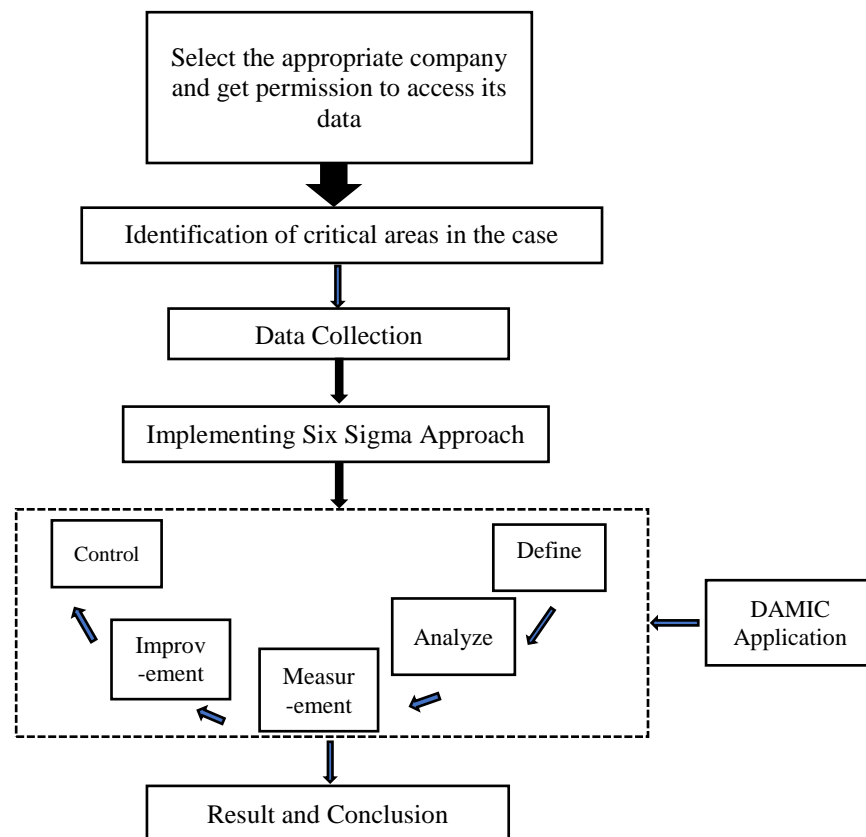 Select the appropriate company
and get permission to access its
data
Identification of critical areas in the case
Data Collection
Implementing Six Sigma Approach
Control
Define
Analyze
DAMIC
Application
Improv
-ement
Measur
-ement
Result and Conclusion